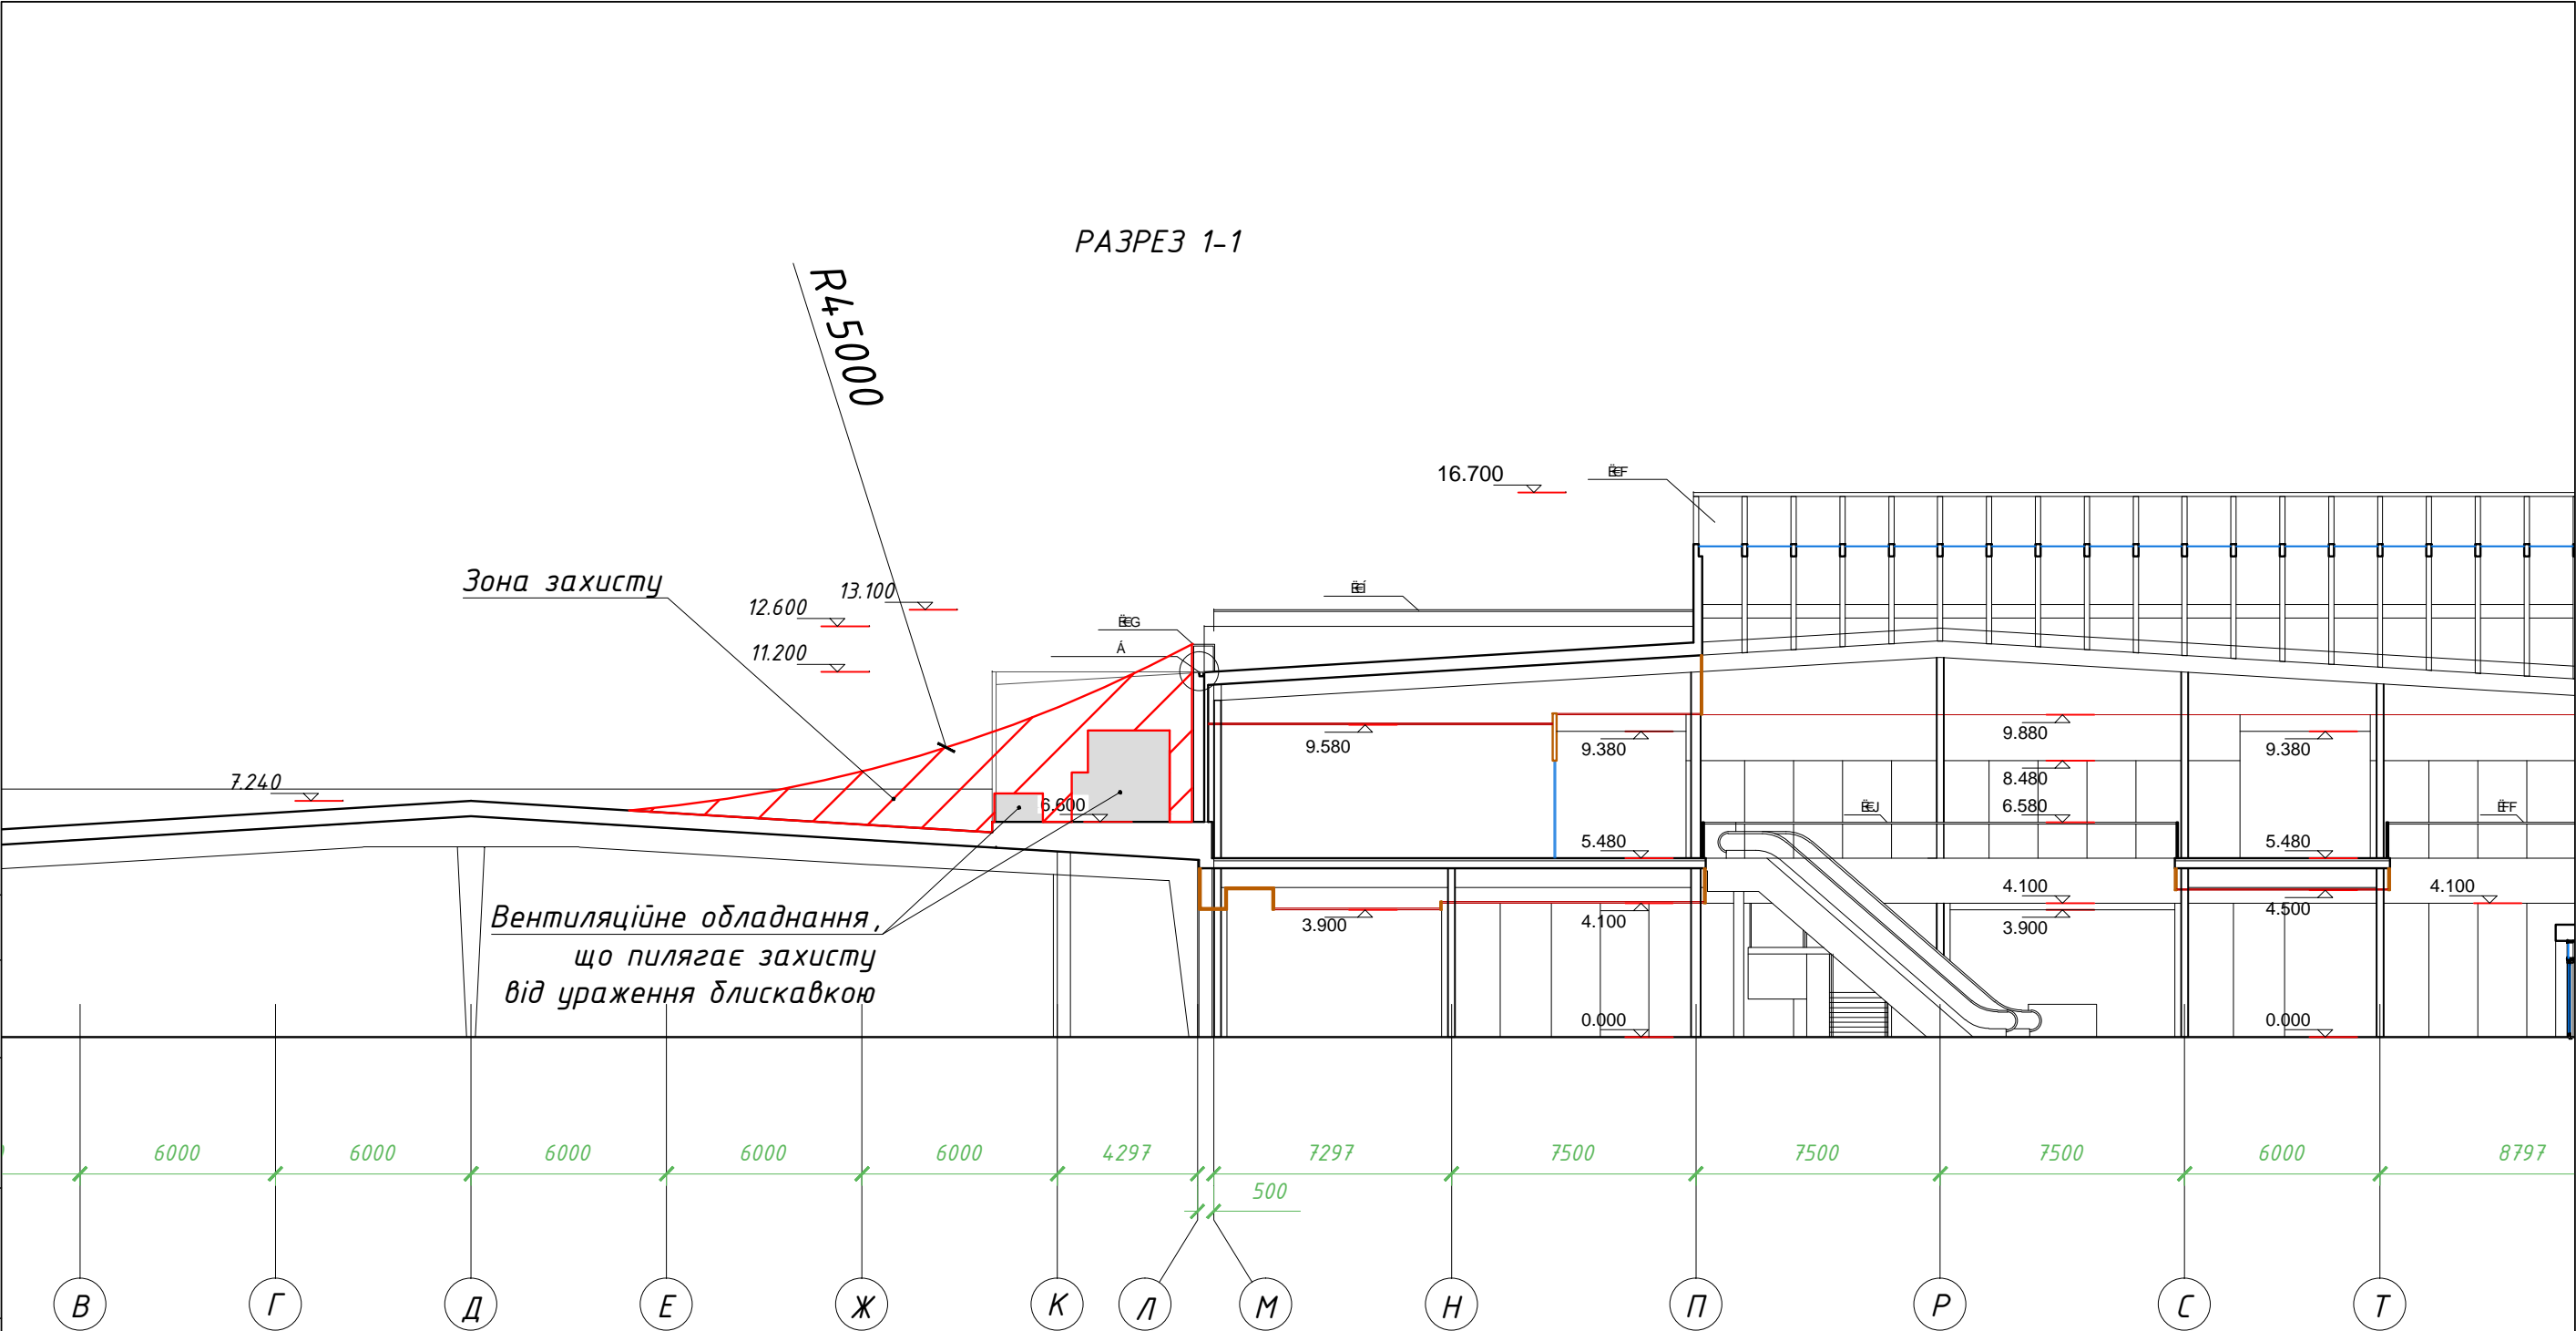 РАЗРЕЗ 1-1
R45000
16.700
Зона захисту
13.100
12.600
11.200
7.240
6.600
9.580
9.380
9.880
9.380
8.480
6.580
5.480
5.480
4.100
4.100
4.500
3.900
4.100
3.900
0.000
0.000
Вентиляційне обладнання,
що пилягає захисту
від ураження блискавкою
6000
6000
6000
6000
6000
4297
7297
7500
7500
7500
6000
8797
500
В
Г
Д
Е
Ж
К
Л
М
Н
П
Р
С
Т